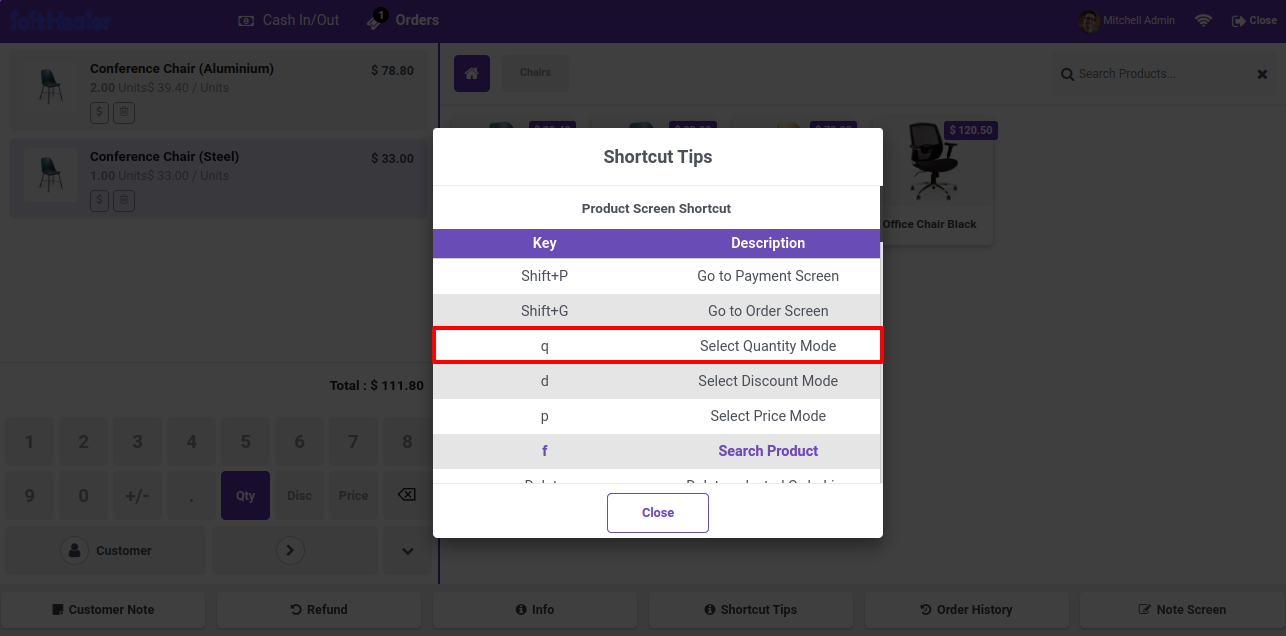 SoftHealer
Cash In/Out
1
Orders
Mitchell Admin
Close
Conference Chair (Aluminium)
$ 78.80
2.00 Units$ 39.40 / Units
$
Conference Chair (Steel)
$ 33.00
1.00 Units$ 33.00 / Units
$
Chairs
Search Products...
$ 120.50
Office Chair Black
Shortcut Tips
Product Screen Shortcut
Key Description
Shift+P Go to Payment Screen
Shift+G Go to Order Screen
q Select Quantity Mode
d Select Discount Mode
p Select Price Mode
f Search Product
Close
Total : $ 111.80
1 2 3 4 5 6 7 8
9 0 +/- . Qty Disc Price
Customer
Customer Note
Refund
Info
Shortcut Tips
Order History
Note Screen